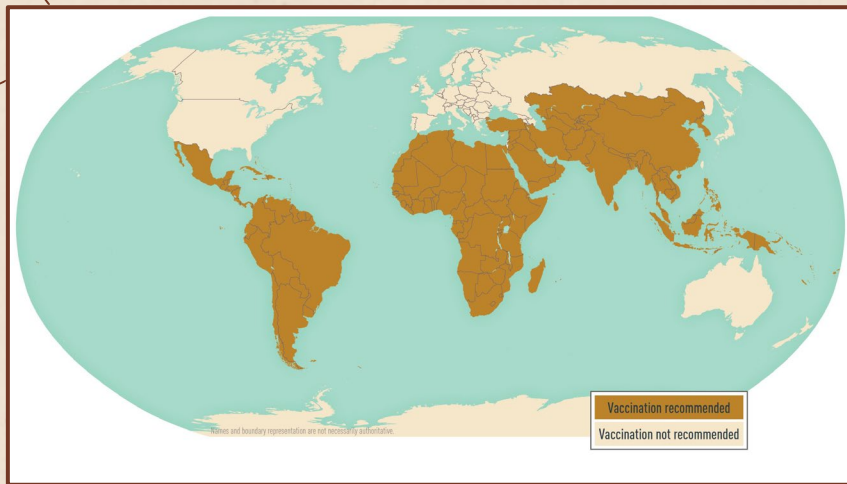 Vaccination recommended
Vaccination not recommended
Names and boundary representation are not necessarily authoritative.